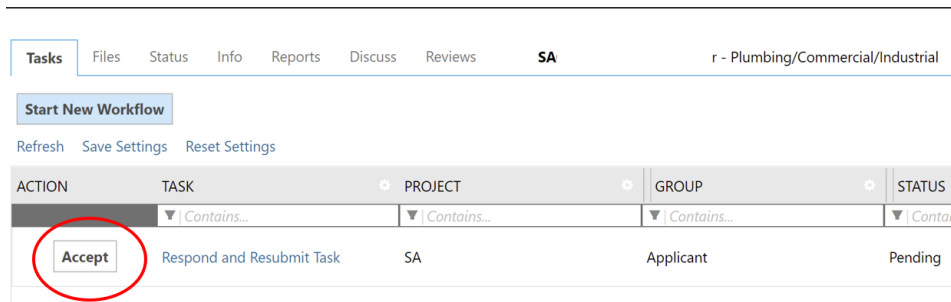 Tasks Files Status Info Reports Discuss Reviews SA r - Plumbing/Commercial/Industrial
Start New Workflow
Refresh Save Settings Reset Settings
ACTION TASK PROJECT GROUP STATUS
Contains... Contains... Contains... Contai
Accept Respond and Resubmit Task SA Applicant Pending